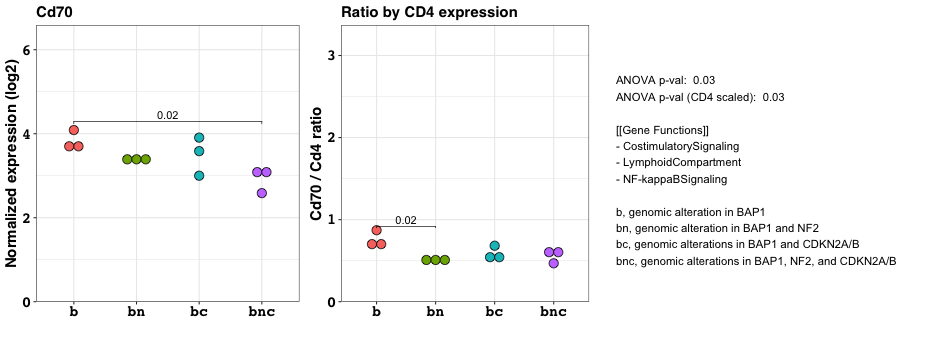 Cd70
Normalized expression (log2)
6
4
2
0
0.02
b bn bc bnc
Ratio by CD4 expression
Cd70 / Cd4 ratio
3
2
1
0
0.02
b bn bc bnc
ANOVA p-val: 0.03
ANOVA p-val (CD4 scaled): 0.03
[[Gene Functions]]
- CostimulatorySignaling
- LymphoidCompartment
- NF-kappaBSignaling
b, genomic alteration in BAP1
bn, genomic alteration in BAP1 and NF2
bc, genomic alterations in BAP1 and CDKN2A/B
bnc, genomic alterations in BAP1, NF2, and CDKN2A/B